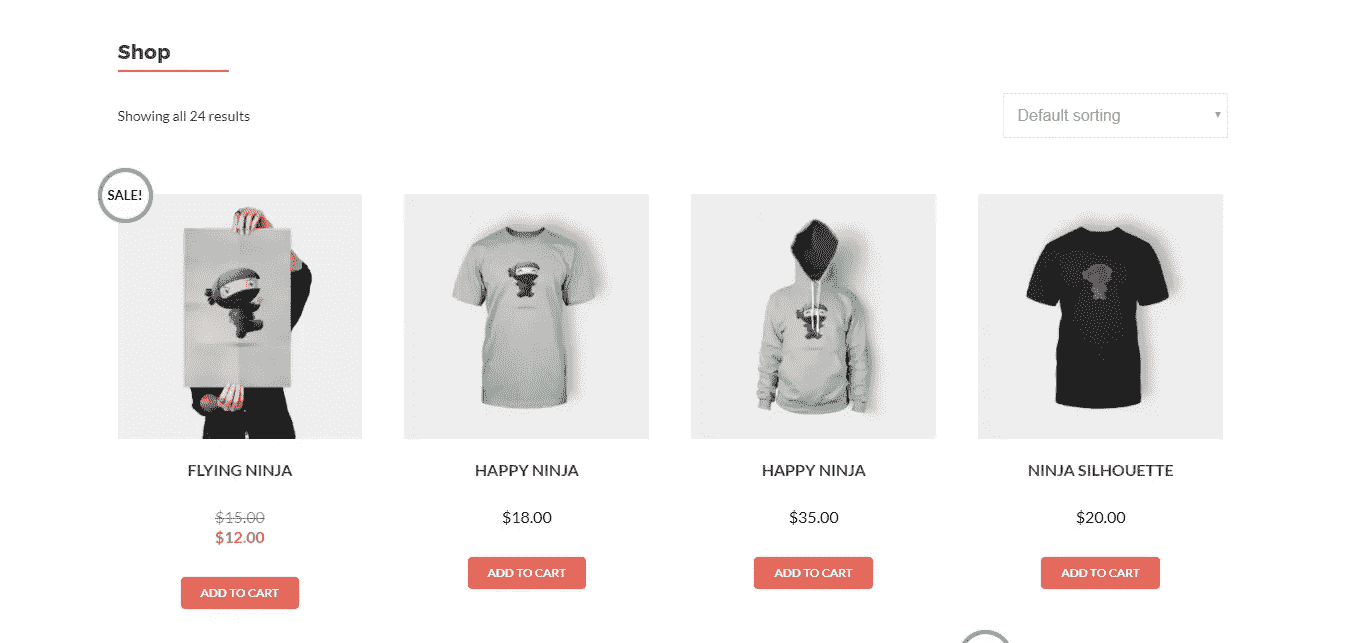 Shop
Showing all 24 results
Default sorting
SALE!
FLYING NINJA
HAPPY NINJA
HAPPY NINJA
NINJA SILHOUETTE
$15.00
$12.00
$18.00
$35.00
$20.00
ADD TO CART
ADD TO CART
ADD TO CART
ADD TO CART